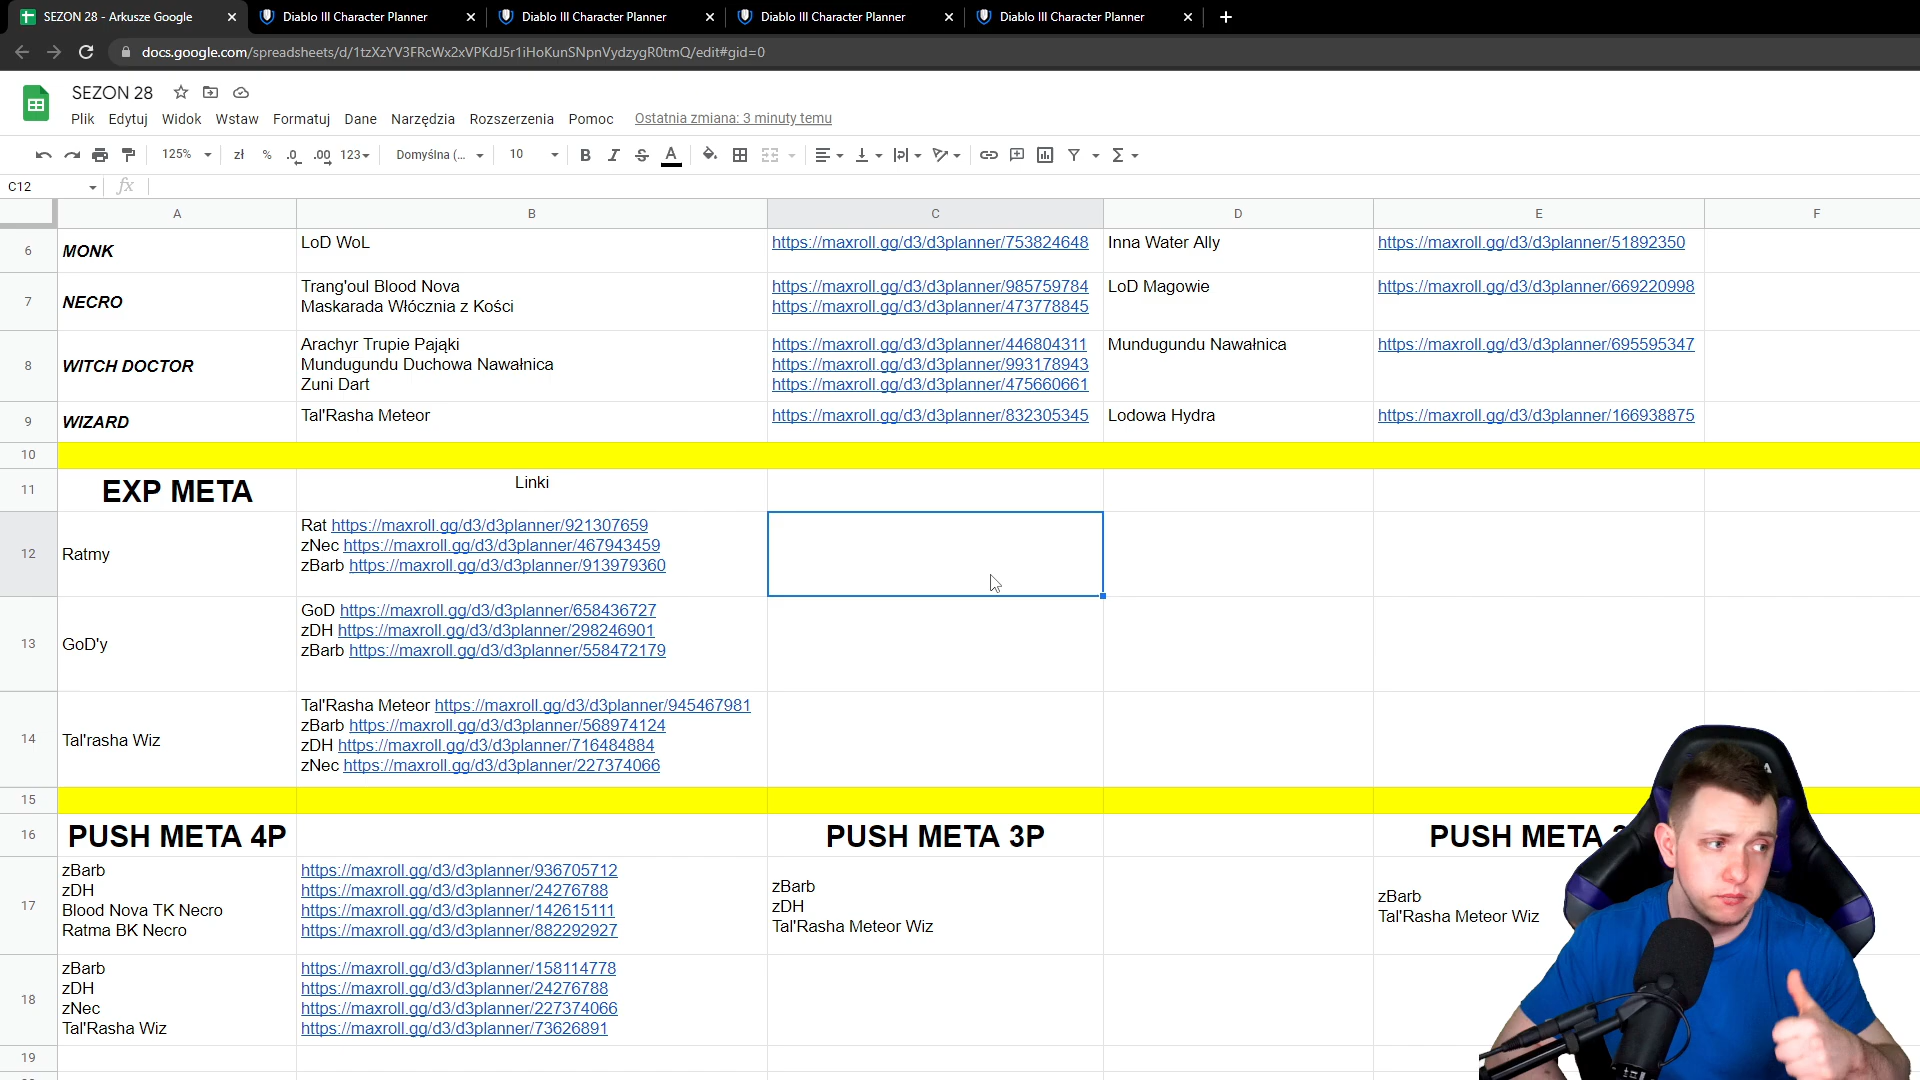 SEZON 28 - Arkusze Google
Diablo III Character Planner
Diablo III Character Planner
Diablo III Character Planner
Diablo III Character Planner
docs.google.com/spreadsheets/d/1tzXzYV3FRcWx2xVPKdJ5r1iHoKunSNpnVydzygR0tmQ/edit#gid=0
SEZON 28
Plik Edytuj Widok Wstaw Formatuj Dane Narzędzia Rozszerzenia Pomoc Ostatnia zmiana: 3 minuty temu
125% zł % .0 .00 123 Domyślna (... 10 B I S A
C12 fx
A B C D E F
6 MONK LoD WoL https://maxroll.gg/d3/d3planner/753824648 Inna Water Ally https://maxroll.gg/d3/d3planner/51892350
7 NECRO
Trang'oul Blood Nova https://maxroll.gg/d3/d3planner/985759784 LoD Magowie https://maxroll.gg/d3/d3planner/669220998
Maskarada Włócznia z Kości https://maxroll.gg/d3/d3planner/473778845
8 WITCH DOCTOR
Arachyr Trupie Pająki https://maxroll.gg/d3/d3planner/446804311 Mundugundu Nawałnica https://maxroll.gg/d3/d3planner/695595347
Mundugundu Duchowa Nawałnica https://maxroll.gg/d3/d3planner/993178943
Zuni Dart https://maxroll.gg/d3/d3planner/475660661
9 WIZARD Tal'Rasha Meteor https://maxroll.gg/d3/d3planner/832305345 Lodowa Hydra https://maxroll.gg/d3/d3planner/166938875
10
11 EXP META Linki
12 Ratmy
Rat https://maxroll.gg/d3/d3planner/921307659
zNec https://maxroll.gg/d3/d3planner/467943459
zBarb https://maxroll.gg/d3/d3planner/913979360
13 GoD'y
GoD https://maxroll.gg/d3/d3planner/658436727
zDH https://maxroll.gg/d3/d3planner/298246901
zBarb https://maxroll.gg/d3/d3planner/558472179
14 Tal'rasha Wiz
Tal'Rasha Meteor https://maxroll.gg/d3/d3planner/945467981
zBarb https://maxroll.gg/d3/d3planner/568974124
zDH https://maxroll.gg/d3/d3planner/716484884
zNec https://maxroll.gg/d3/d3planner/227374066
15
16 PUSH META 4P PUSH META 3P PUSH META
17
zBarb https://maxroll.gg/d3/d3planner/936705712
zDH https://maxroll.gg/d3/d3planner/24276788
Blood Nova TK Necro https://maxroll.gg/d3/d3planner/142615111
Ratma BK Necro https://maxroll.gg/d3/d3planner/882292927
zBarb
zDH
Tal'Rasha Meteor Wiz
zBarb
Tal'Rasha Meteor Wiz
18
zBarb https://maxroll.gg/d3/d3planner/158114778
zDH https://maxroll.gg/d3/d3planner/24276788
zNec https://maxroll.gg/d3/d3planner/227374066
Tal'Rasha Wiz https://maxroll.gg/d3/d3planner/73626891
19